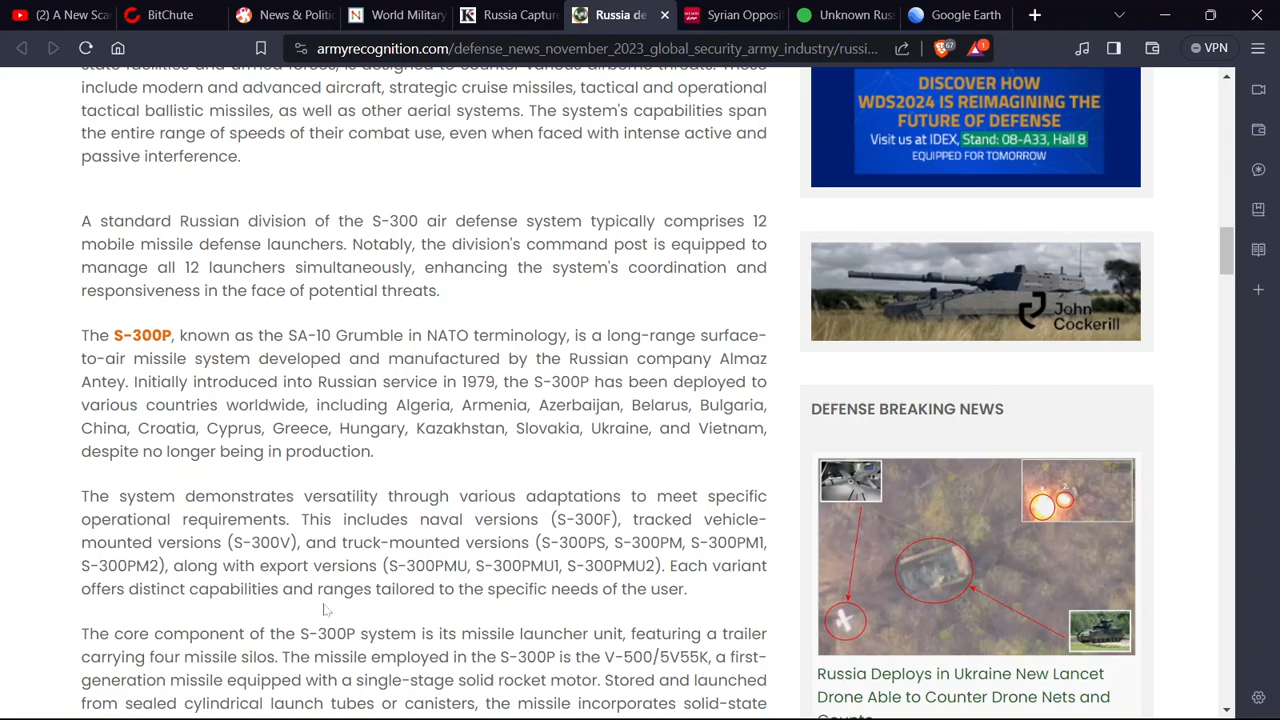 (A New Scar
BitChute
News & Politic
World Military
Russia Captur
Russia de
Syrian Opposit
Unknown Rus
Google Earth
armyrecognition.com/defense_news_november_2023_global_security_army_industry/russi...
67
1
VPN
include modern and advanced aircraft, strategic cruise missiles, tactical and operational
tactical ballistic missiles, as well as other aerial systems. The system's capabilities span
the entire range of speeds of their combat use, even when faced with intense active and
passive interference.
A standard Russian division of the S-300 air defense system typically comprises 12
mobile missile defense launchers. Notably, the division's command post is equipped to
manage all 12 launchers simultaneously, enhancing the system's coordination and
responsiveness in the face of potential threats.
The S-300P, known as the SA-10 Grumble in NATO terminology, is a long-range surface-
to-air missile system developed and manufactured by the Russian company Almaz
Antey. Initially introduced into Russian service in 1979, the S-300P has been deployed to
various countries worldwide, including Algeria, Armenia, Azerbaijan, Belarus, Bulgaria,
China, Croatia, Cyprus, Greece, Hungary, Kazakhstan, Slovakia, Ukraine, and Vietnam,
despite no longer being in production.
The system demonstrates versatility through various adaptations to meet specific
operational requirements. This includes naval versions (S-300F), tracked vehicle-
mounted versions (S-300V), and truck-mounted versions (S-300PS, S-300PM, S-300PM1,
S-300PM2), along with export versions (S-300PMU, S-300PMU1, S-300PMU2). Each variant
offers distinct capabilities and ranges tailored to the specific needs of the user.
The core component of the S-300P system is its missile launcher unit, featuring a trailer
carrying four missile silos. The missile employed in the S-300P is the V-500/5V55K, a first-
generation missile equipped with a single-stage solid rocket motor. Stored and launched
from sealed cylindrical launch tubes or canisters, the missile incorporates solid-state
DISCOVER HOW
WDS2024 IS REIMAGINING THE
FUTURE OF DEFENSE
Visit us at IDEX, Stand: 08-A33, Hall 8
EQUIPPED FOR TOMORROW
John
Cockerill
DEFENSE BREAKING NEWS
Russia Deploys in Ukraine New Lancet
Drone Able to Counter Drone Nets and